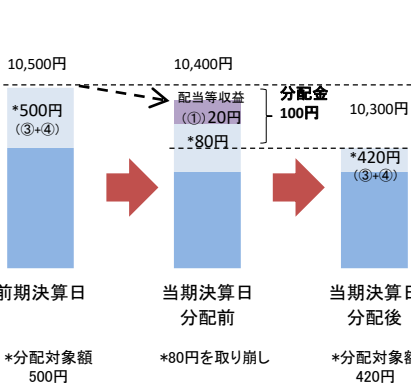 10,500円
*500円
(③+④)
前期決算日
*分配対象額
500円
10,400円
配当等収益
(①)20円
*80円
分配金
100円
当期決算日
分配前
*80円を取り崩し
10,300円
*420円
(③+④)
当期決算日
分配後
*分配対象額
420円